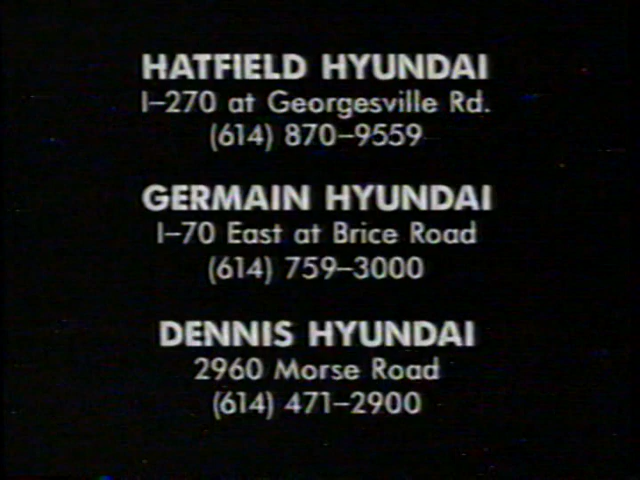 HATFIELD HYUNDAI
I-270 at Georgesville Rd.
(614) 870-9559
GERMAIN HYUNDAI
I-70 East at Brice Road
(614) 759-3000
DENNIS HYUNDAI
2960 Morse Road
(614) 471-2900